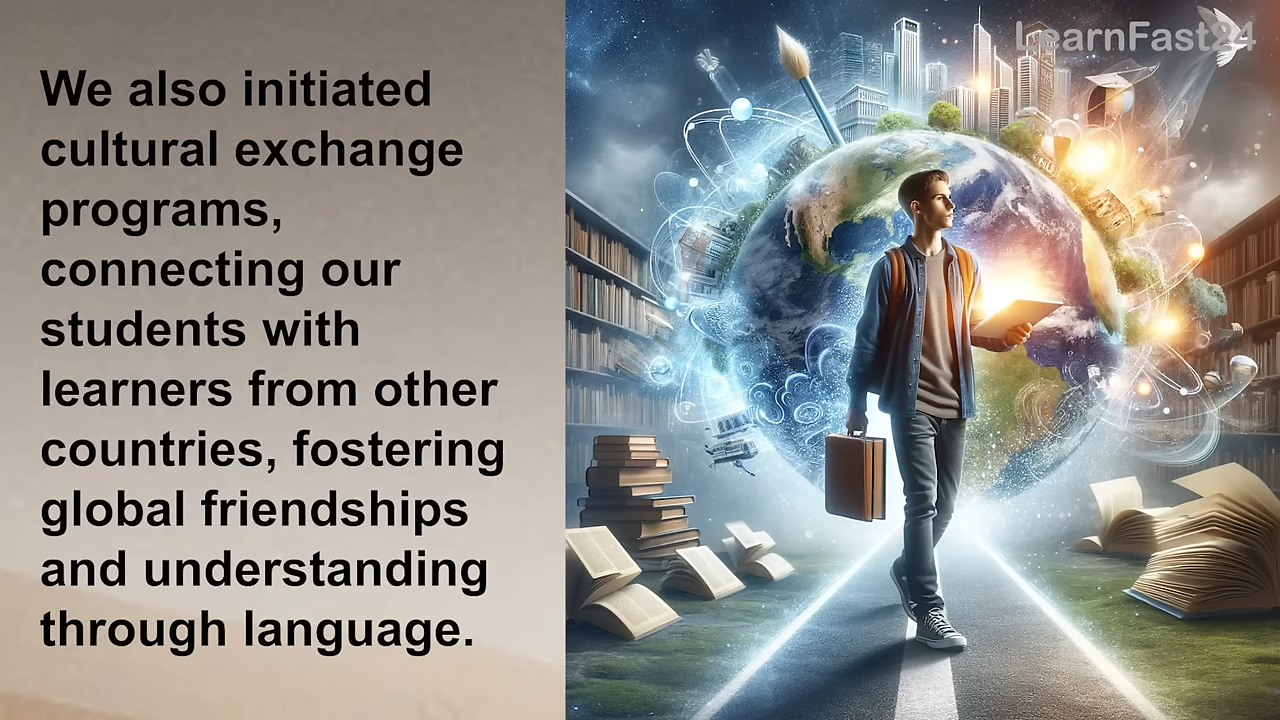 We also initiated
cultural exchange
programs,
connecting our
students with
learners from other
countries, fostering
global friendships
and understanding
through language.
LearnFast24